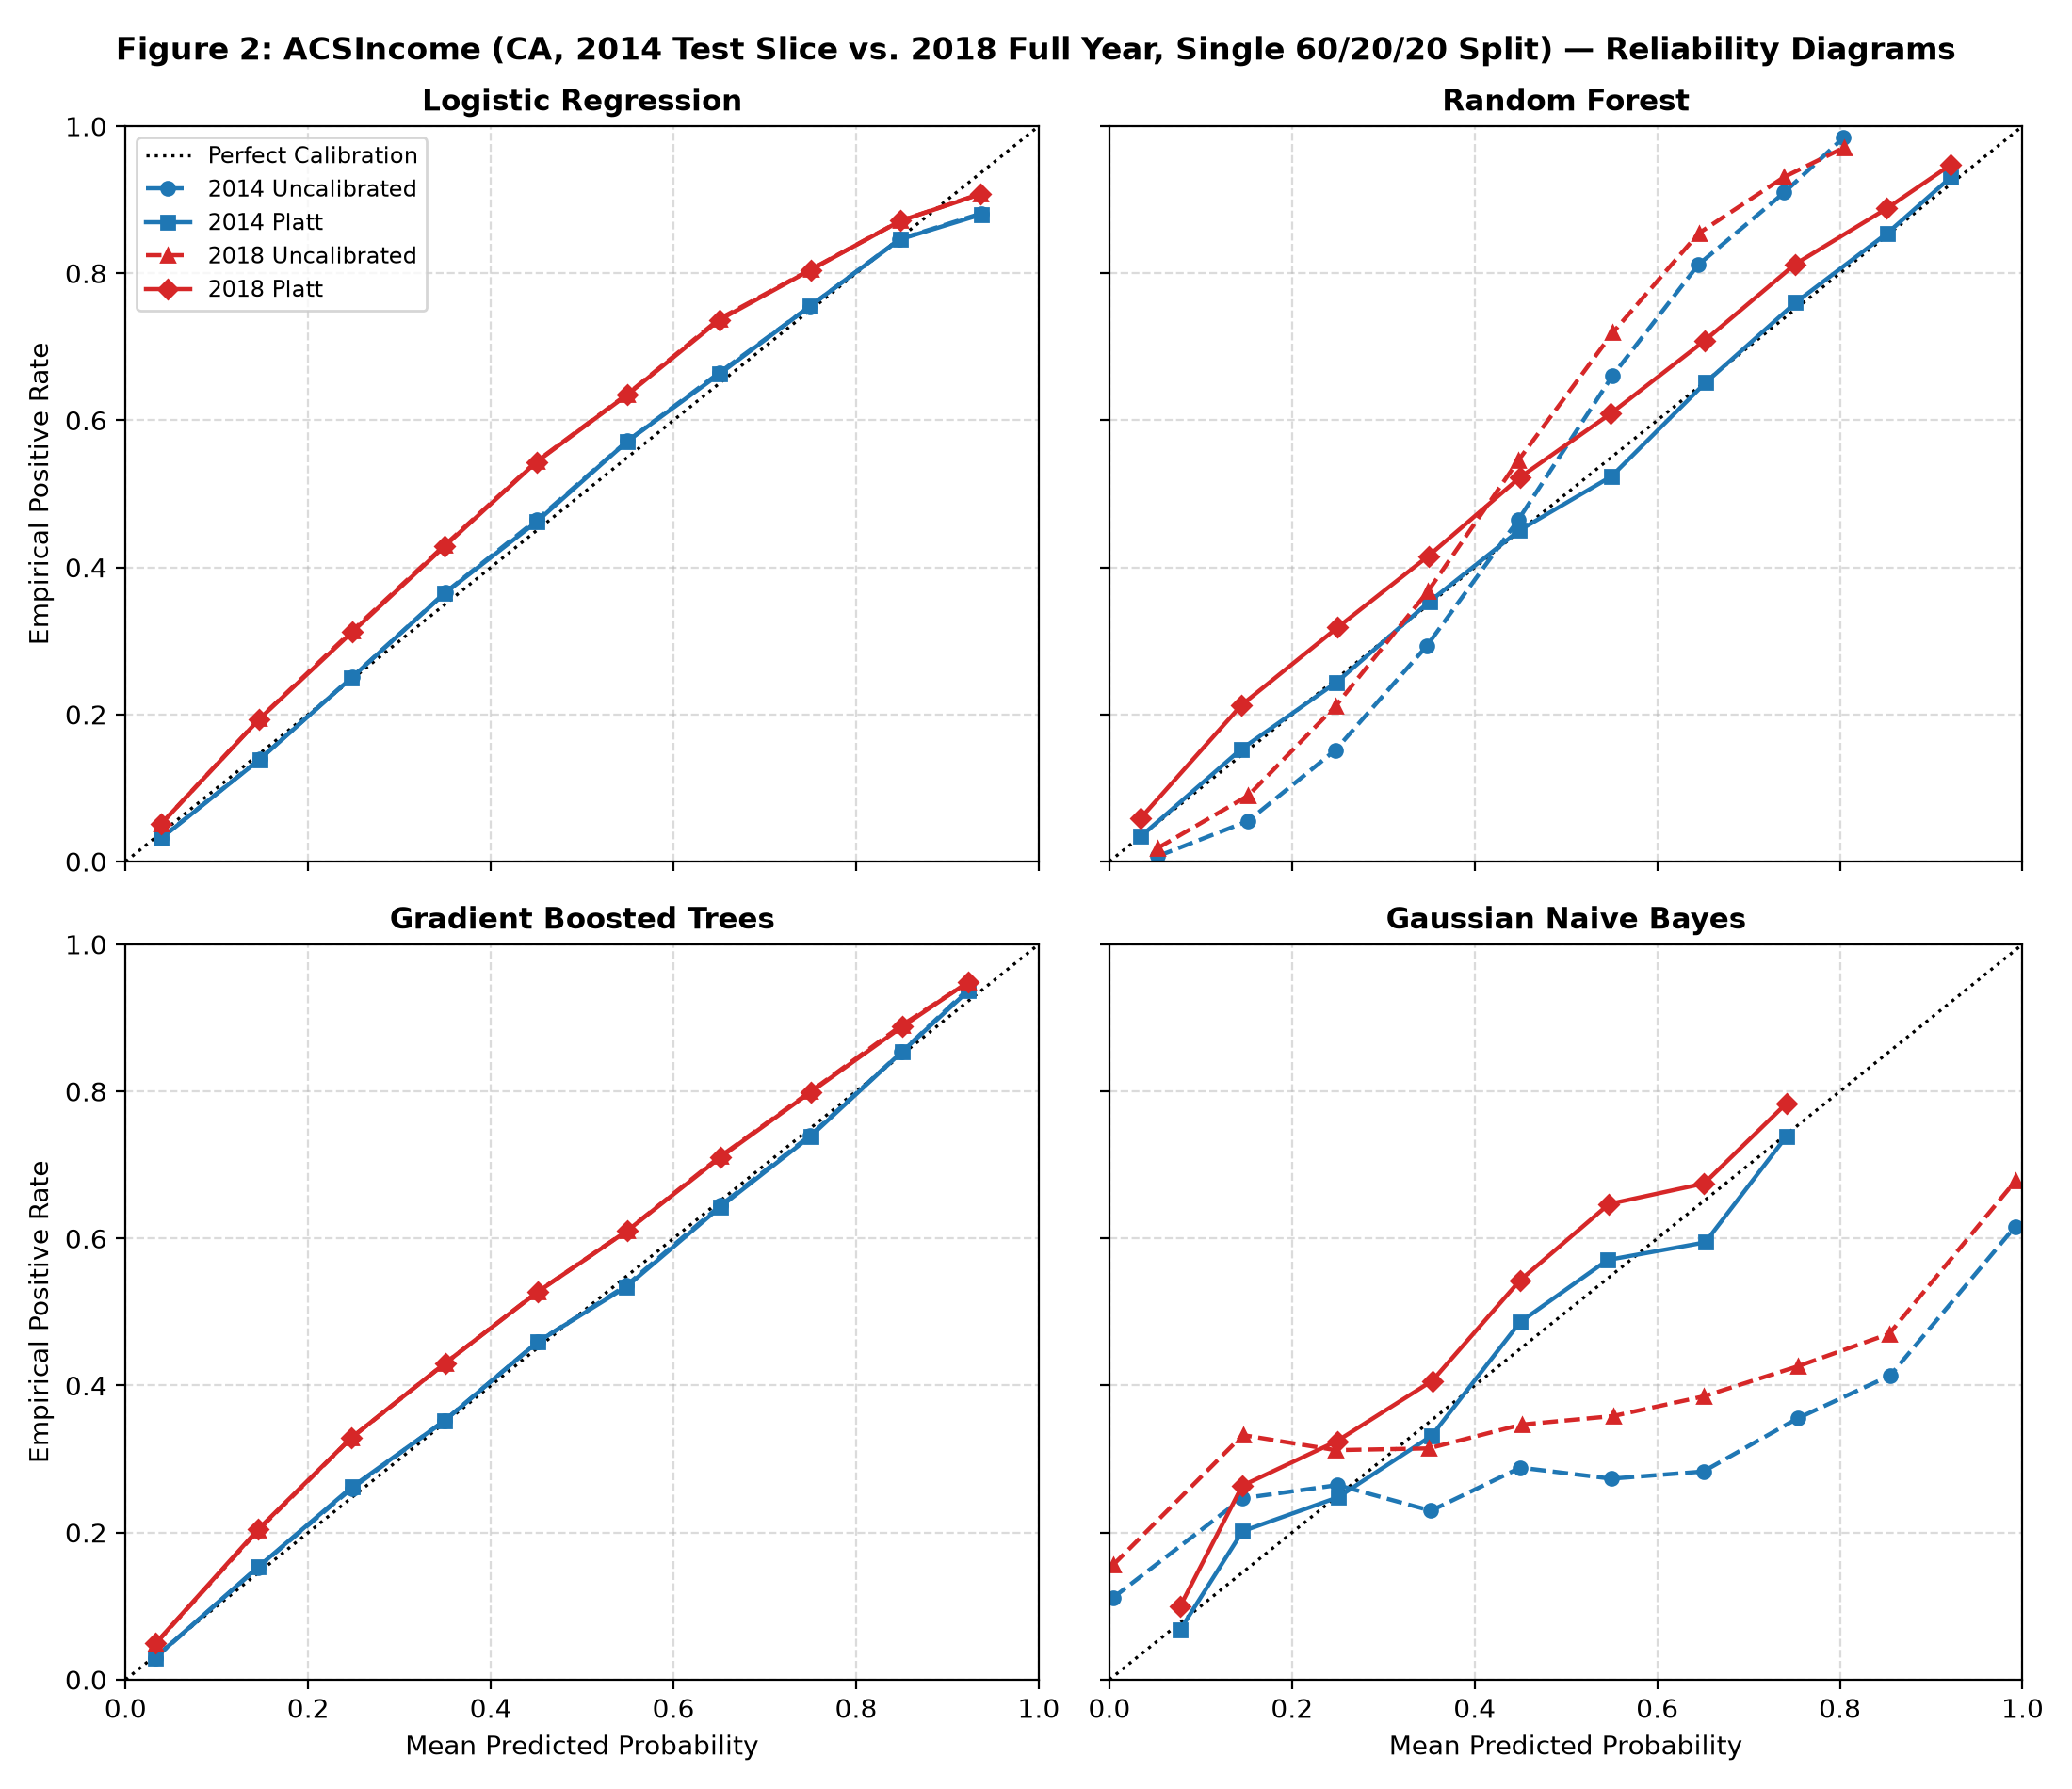 Figure 2: ACSIncome (CA, 2014 Test Slice vs. 2018 Full Year, Single 60/20/20 Split) — Reliability Diagrams
Logistic Regression
Random Forest
1.0
0.8
0.6
0.4
0.2
0.0
Empirical Positive Rate
Perfect Calibration
2014 Uncalibrated
2014 Platt
2018 Uncalibrated
2018 Platt
Gradient Boosted Trees
Gaussian Naive Bayes
1.0
0.8
0.6
0.4
0.2
0.0
Empirical Positive Rate
0.0 0.2 0.4 0.6 0.8 1.0
0.0 0.2 0.4 0.6 0.8 1.0
Mean Predicted Probability
Mean Predicted Probability